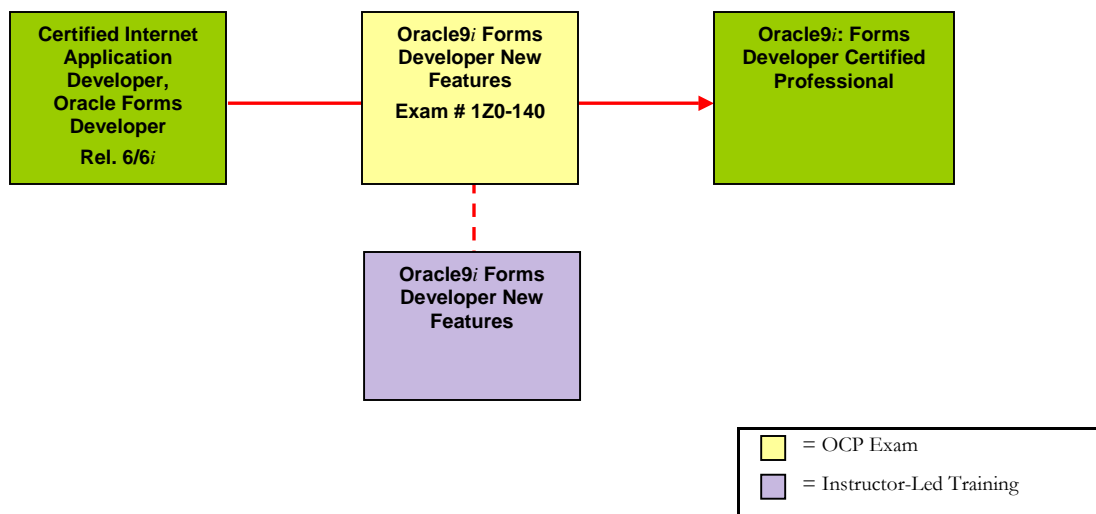 Certified Internet
Application
Developer,
Oracle Forms
Developer
Rel. 6/6i
Oracle9i Forms
Developer New
Features
Exam # 1Z0-140
Oracle9i: Forms
Developer Certified
Professional
Oracle9i Forms
Developer New
Features
= OCP Exam
= Instructor-Led Training